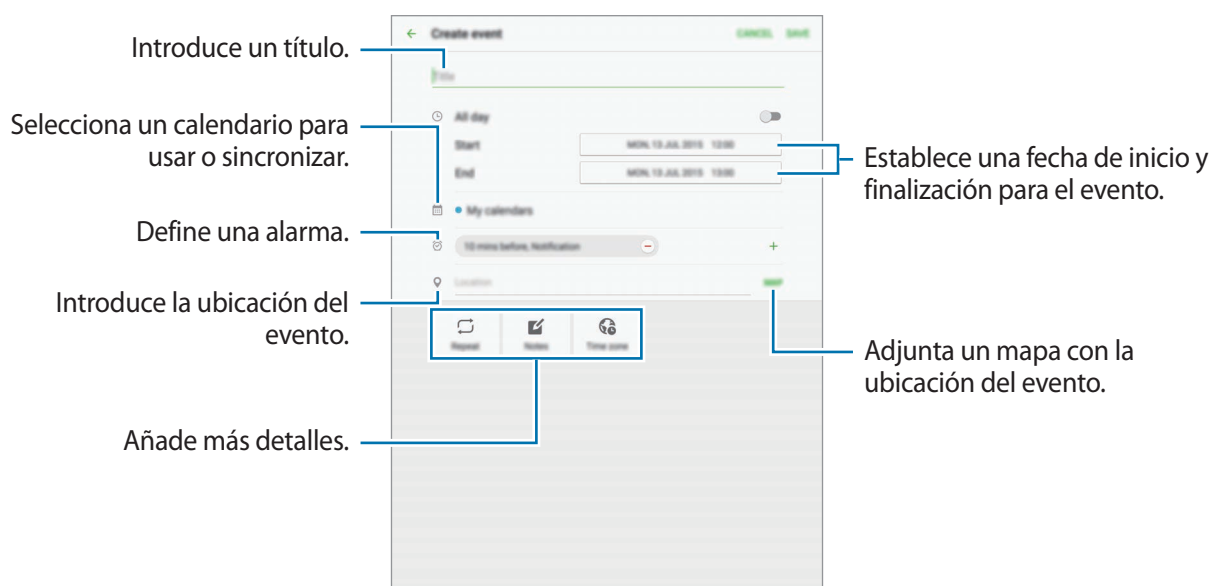 Create event
CANCEL SAVE
Introduce un título.
Title
Selecciona un calendario para
usar o sincronizar.
All day
Start
MON, 13 JUL 2015 13:00
End
MON, 13 JUL 2015 13:00
Establece una fecha de inicio y
finalización para el evento.
My calendars
Define una alarma.
10 mins before, Notification
Introduce la ubicación del
evento.
Location
MAP
Repeat
Notes
Time zone
Adjunta un mapa con la
ubicación del evento.
Añade más detalles.